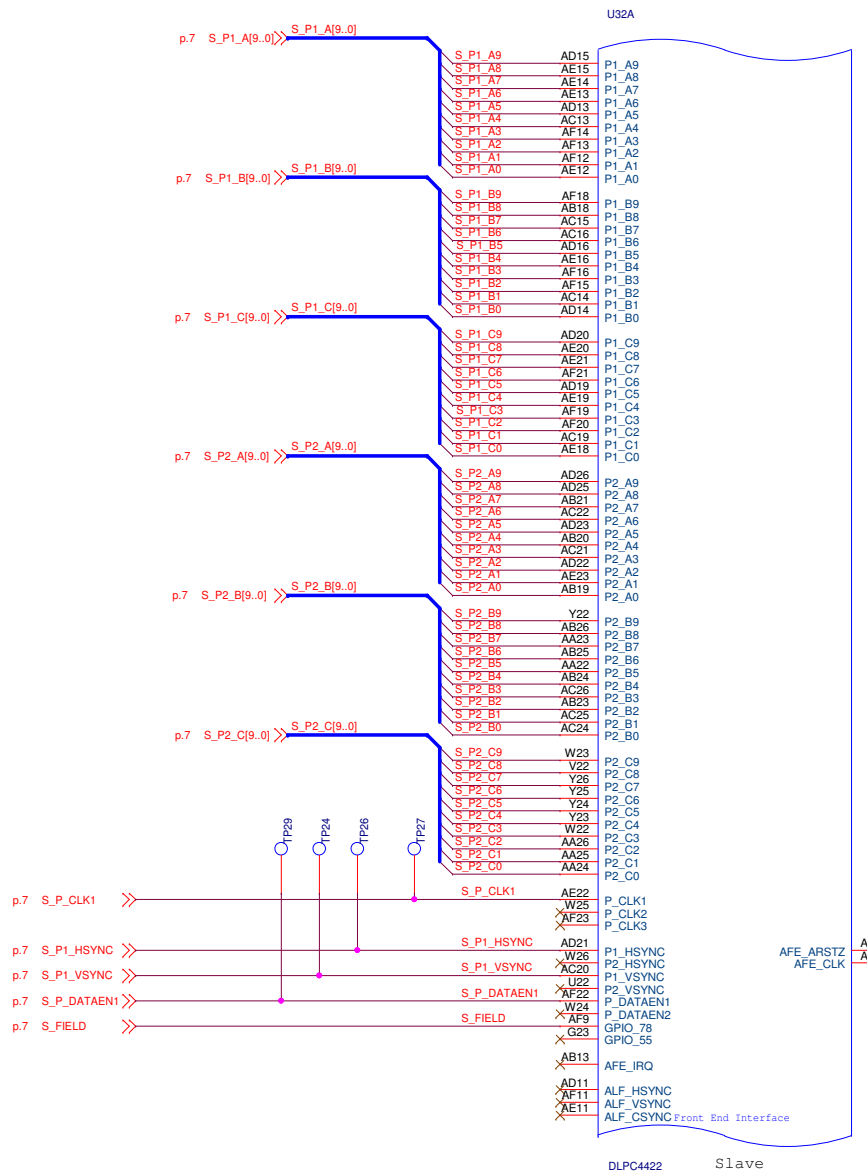 U32A
p.7 S_P1_A[9..0] S_P1_A[9..0]
S_P1_A9 AD15 P1_A9
S_P1_A8 AE15 P1_A8
S_P1_A7 AE14 P1_A7
S_P1_A6 AE13 P1_A6
S_P1_A5 AD13 P1_A5
S_P1_A4 AC13 P1_A4
S_P1_A3 AF14 P1_A3
S_P1_A2 AF13 P1_A2
S_P1_A1 AF12 P1_A1
S_P1_A0 AE12 P1_A0
p.7 S_P1_B[9..0] S_P1_B[9..0]
S_P1_B9 AF18 P1_B9
S_P1_B8 AB18 P1_B8
S_P1_B7 AC15 P1_B7
S_P1_B6 AC16 P1_B6
S_P1_B5 AD16 P1_B5
S_P1_B4 AE16 P1_B4
S_P1_B3 AF16 P1_B3
S_P1_B2 AF15 P1_B2
S_P1_B1 AC14 P1_B1
S_P1_B0 AD14 P1_B0
p.7 S_P1_C[9..0] S_P1_C[9..0]
S_P1_C9 AD20 P1_C9
S_P1_C8 AE20 P1_C8
S_P1_C7 AE21 P1_C7
S_P1_C6 AF21 P1_C6
S_P1_C5 AD19 P1_C5
S_P1_C4 AE19 P1_C4
S_P1_C3 AF19 P1_C3
S_P1_C2 AF20 P1_C2
S_P1_C1 AC19 P1_C1
S_P1_C0 AE18 P1_C0
p.7 S_P2_A[9..0] S_P2_A[9..0]
S_P2_A9 AD26 P2_A9
S_P2_A8 AD25 P2_A8
S_P2_A7 AB21 P2_A7
S_P2_A6 AC22 P2_A6
S_P2_A5 AD23 P2_A5
S_P2_A4 AB20 P2_A4
S_P2_A3 AC21 P2_A3
S_P2_A2 AD22 P2_A2
S_P2_A1 AE23 P2_A1
S_P2_A0 AB19 P2_A0
p.7 S_P2_B[9..0] S_P2_B[9..0]
S_P2_B9 Y22 P2_B9
S_P2_B8 AB26 P2_B8
S_P2_B7 AA23 P2_B7
S_P2_B6 AB25 P2_B6
S_P2_B5 AA22 P2_B5
S_P2_B4 AB24 P2_B4
S_P2_B3 AC26 P2_B3
S_P2_B2 AB23 P2_B2
S_P2_B1 AC25 P2_B1
S_P2_B0 AC24 P2_B0
p.7 S_P2_C[9..0] S_P2_C[9..0]
S_P2_C9 W23 P2_C9
S_P2_C8 V22 P2_C8
S_P2_C7 Y26 P2_C7
S_P2_C6 Y25 P2_C6
S_P2_C5 Y24 P2_C5
S_P2_C4 Y23 P2_C4
S_P2_C3 W22 P2_C3
S_P2_C2 AA26 P2_C2
S_P2_C1 AA25 P2_C1
S_P2_C0 AA24 P2_C0
TP29 TP24 TP26 TP27
p.7 S_P_CLK1 S_P_CLK1 AE22 P_CLK1
W25 P_CLK2
AF23 P_CLK3
p.7 S_P1_HSYNC S_P1_HSYNC AD21 P1_HSYNC AFE_ARSTZ A
W26 P2_HSYNC AFE_CLK A
p.7 S_P1_VSYNC S_P1_VSYNC AC20 P1_VSYNC
U22 P2_VSYNC
p.7 S_P_DATAEN1 S_P_DATAEN1 AF22 P_DATAEN1
W24 P_DATAEN2
p.7 S_FIELD S_FIELD AF9 GPIO_78
G23 GPIO_55
AB13 AFE_IRQ
AD11 ALF_HSYNC
AF11 ALF_VSYNC
AE11 ALF_CSYNC Front End Interface
DLPC4422 Slave